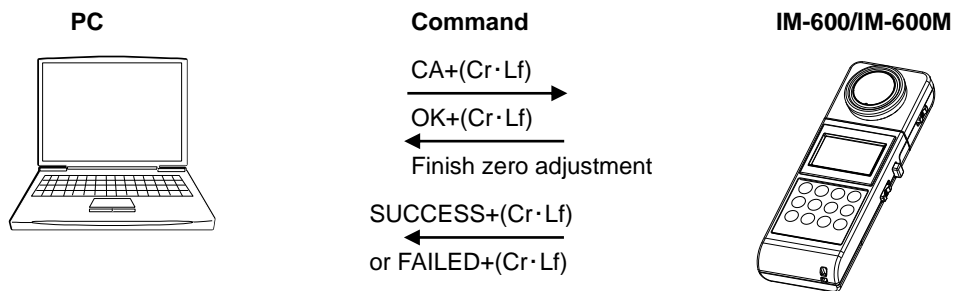 PC
Command
IM-600/IM-600M
CA+(Cr･Lf)
OK+(Cr･Lf)
Finish zero adjustment
SUCCESS+(Cr･Lf)
or FAILED+(Cr･Lf)